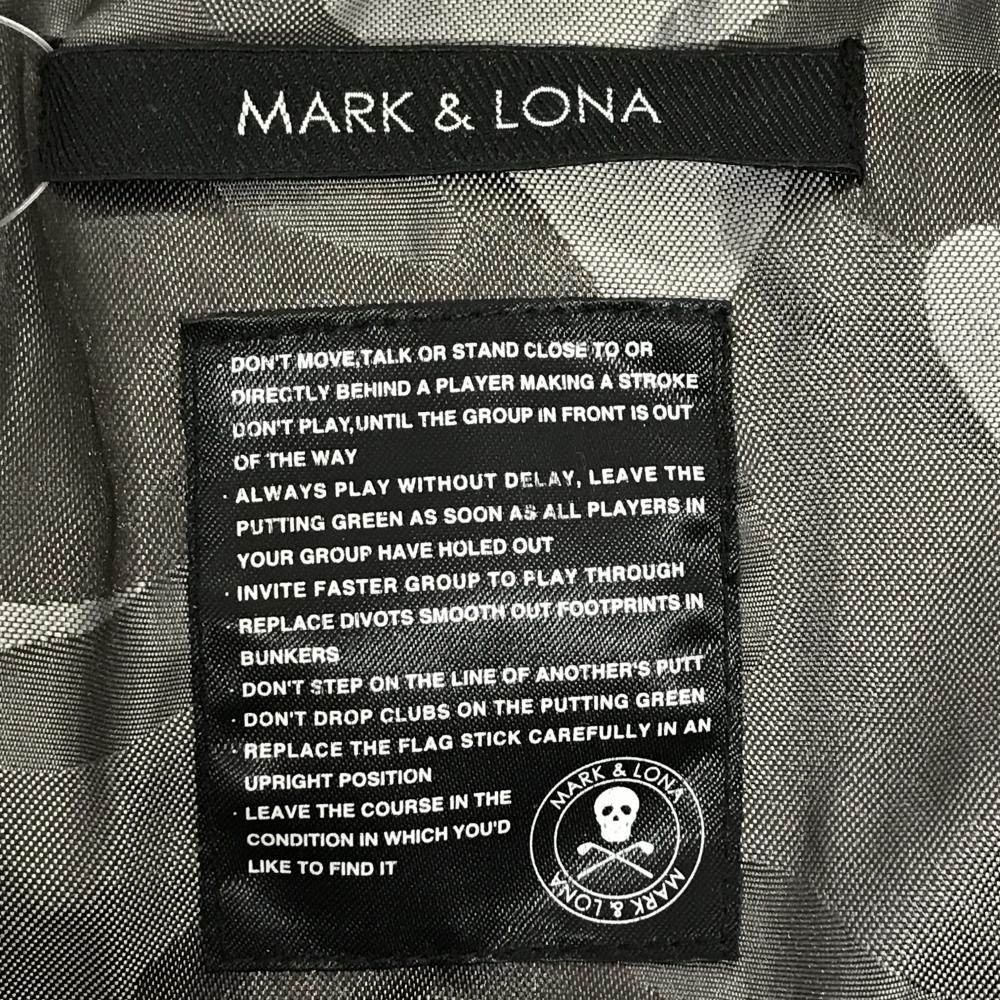 MARK & LONA
· DON'T MOVE,TALK OR STAND CLOSE TO OR
DIRECTLY BEHIND A PLAYER MAKING A STROKE
DON'T PLAY,UNTIL THE GROUP IN FRONT IS OUT
OF THE WAY
· ALWAYS PLAY WITHOUT DELAY, LEAVE THE
PUTTING GREEN AS SOON AS ALL PLAYERS IN
YOUR GROUP HAVE HOLED OUT
· INVITE FASTER GROUP TO PLAY THROUGH
· REPLACE DIVOTS SMOOTH OUT FOOTPRINTS IN
BUNKERS
· DON'T STEP ON THE LINE OF ANOTHER'S PUTT
· DON'T DROP CLUBS ON THE PUTTING GREEN
· REPLACE THE FLAG STICK CAREFULLY IN AN
UPRIGHT POSITION
· LEAVE THE COURSE IN THE
CONDITION IN WHICH YOU'D
LIKE TO FIND IT
MARK & LONA
MARK & LONA